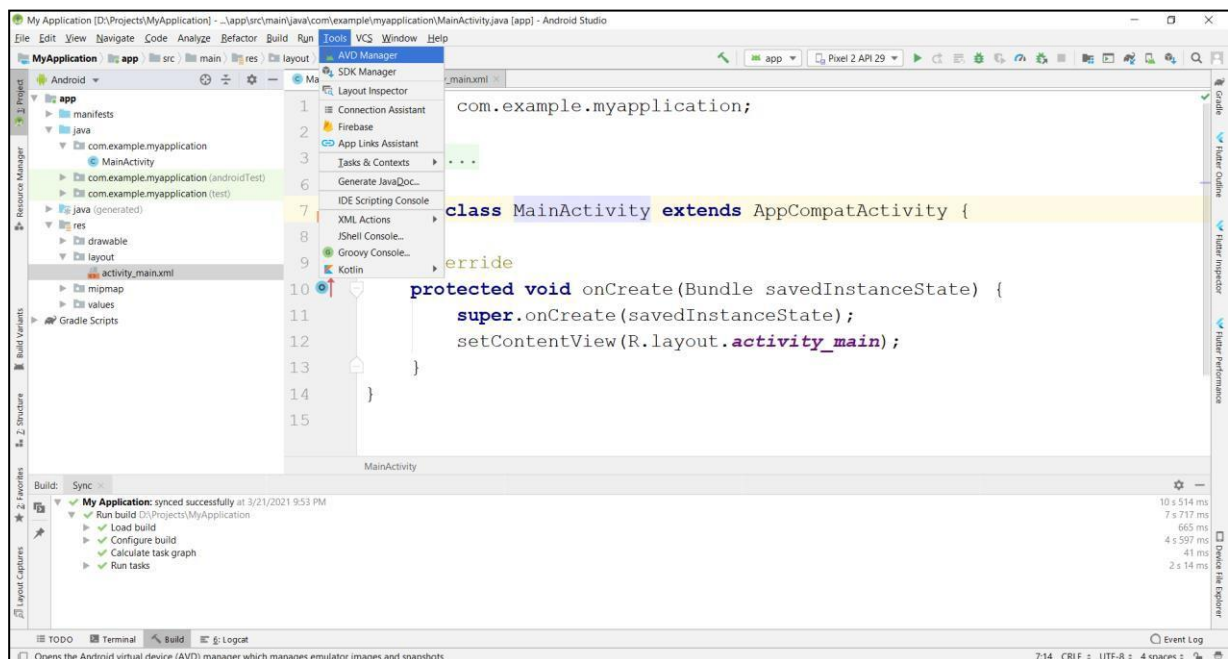 My Application [D:\Projects\MyApplication] - ...\app\src\main\java\com\example\myapplication\MainActivity.java [app] - Android Studio
File Edit View Navigate Code Analyze Refactor Build Run Tools VCS Window Help
MyApplication app src main res layout
app Pixel 2 API 29
AVD Manager
SDK Manager
Layout Inspector
Connection Assistant
Firebase
App Links Assistant
Tasks & Contexts
Generate JavaDoc...
IDE Scripting Console
XML Actions
JShell Console...
Groovy Console...
Kotlin
1: Project
Resource Manager
Build Variants
Z: Structure
2: Favorites
Layout Captures
Android
app
manifests
java
com.example.myapplication
MainActivity
com.example.myapplication (androidTest)
com.example.myapplication (test)
java (generated)
res
drawable
layout
activity_main.xml
mipmap
values
Gradle Scripts
Ma _main.xml
1 com.example.myapplication;
2
3 ...
6
7 class MainActivity extends AppCompatActivity {
8
9 erride
10 protected void onCreate(Bundle savedInstanceState) {
11 super.onCreate(savedInstanceState);
12 setContentView(R.layout.activity_main);
13 }
14 }
15
MainActivity
Gradle
Flutter Outline
Flutter Inspector
Flutter Performance
Device File Explorer
Build: Sync
My Application: synced successfully at 3/21/2021 9:53 PM 10 s 514 ms
Run build D:\Projects\MyApplication 7 s 717 ms
Load build 665 ms
Configure build 4 s 597 ms
Calculate task graph 41 ms
Run tasks 2 s 14 ms
TODO Terminal Build 6: Logcat Event Log
Opens the Android virtual device (AVD) manager which manages emulator images and snapshots 7:14 CRLF UTF-8 4 spaces